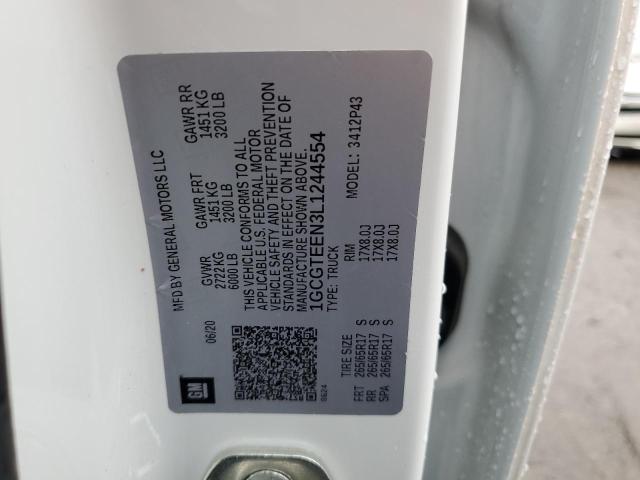 MFD BY GENERAL MOTORS LLC
06/20
GM
GVWR GAWR FRT GAWR RR
2722 KG 1451 KG 1451 KG
6000 LB 3200 LB 3200 LB
THIS VEHICLE CONFORMS TO ALL
APPLICABLE U.S. FEDERAL MOTOR
VEHICLE SAFETY AND THEFT PREVENTION
STANDARDS IN EFFECT ON THE DATE OF
MANUFACTURE SHOWN ABOVE.
1GCGTEEN3L1244554
TYPE: TRUCK MODEL: 3412P43
0624
TIRE SIZE RIM
FRT 265/65R17 S 17X8.0J
RR 265/65R17 S 17X8.0J
SPA 265/65R17 S 17X8.0J